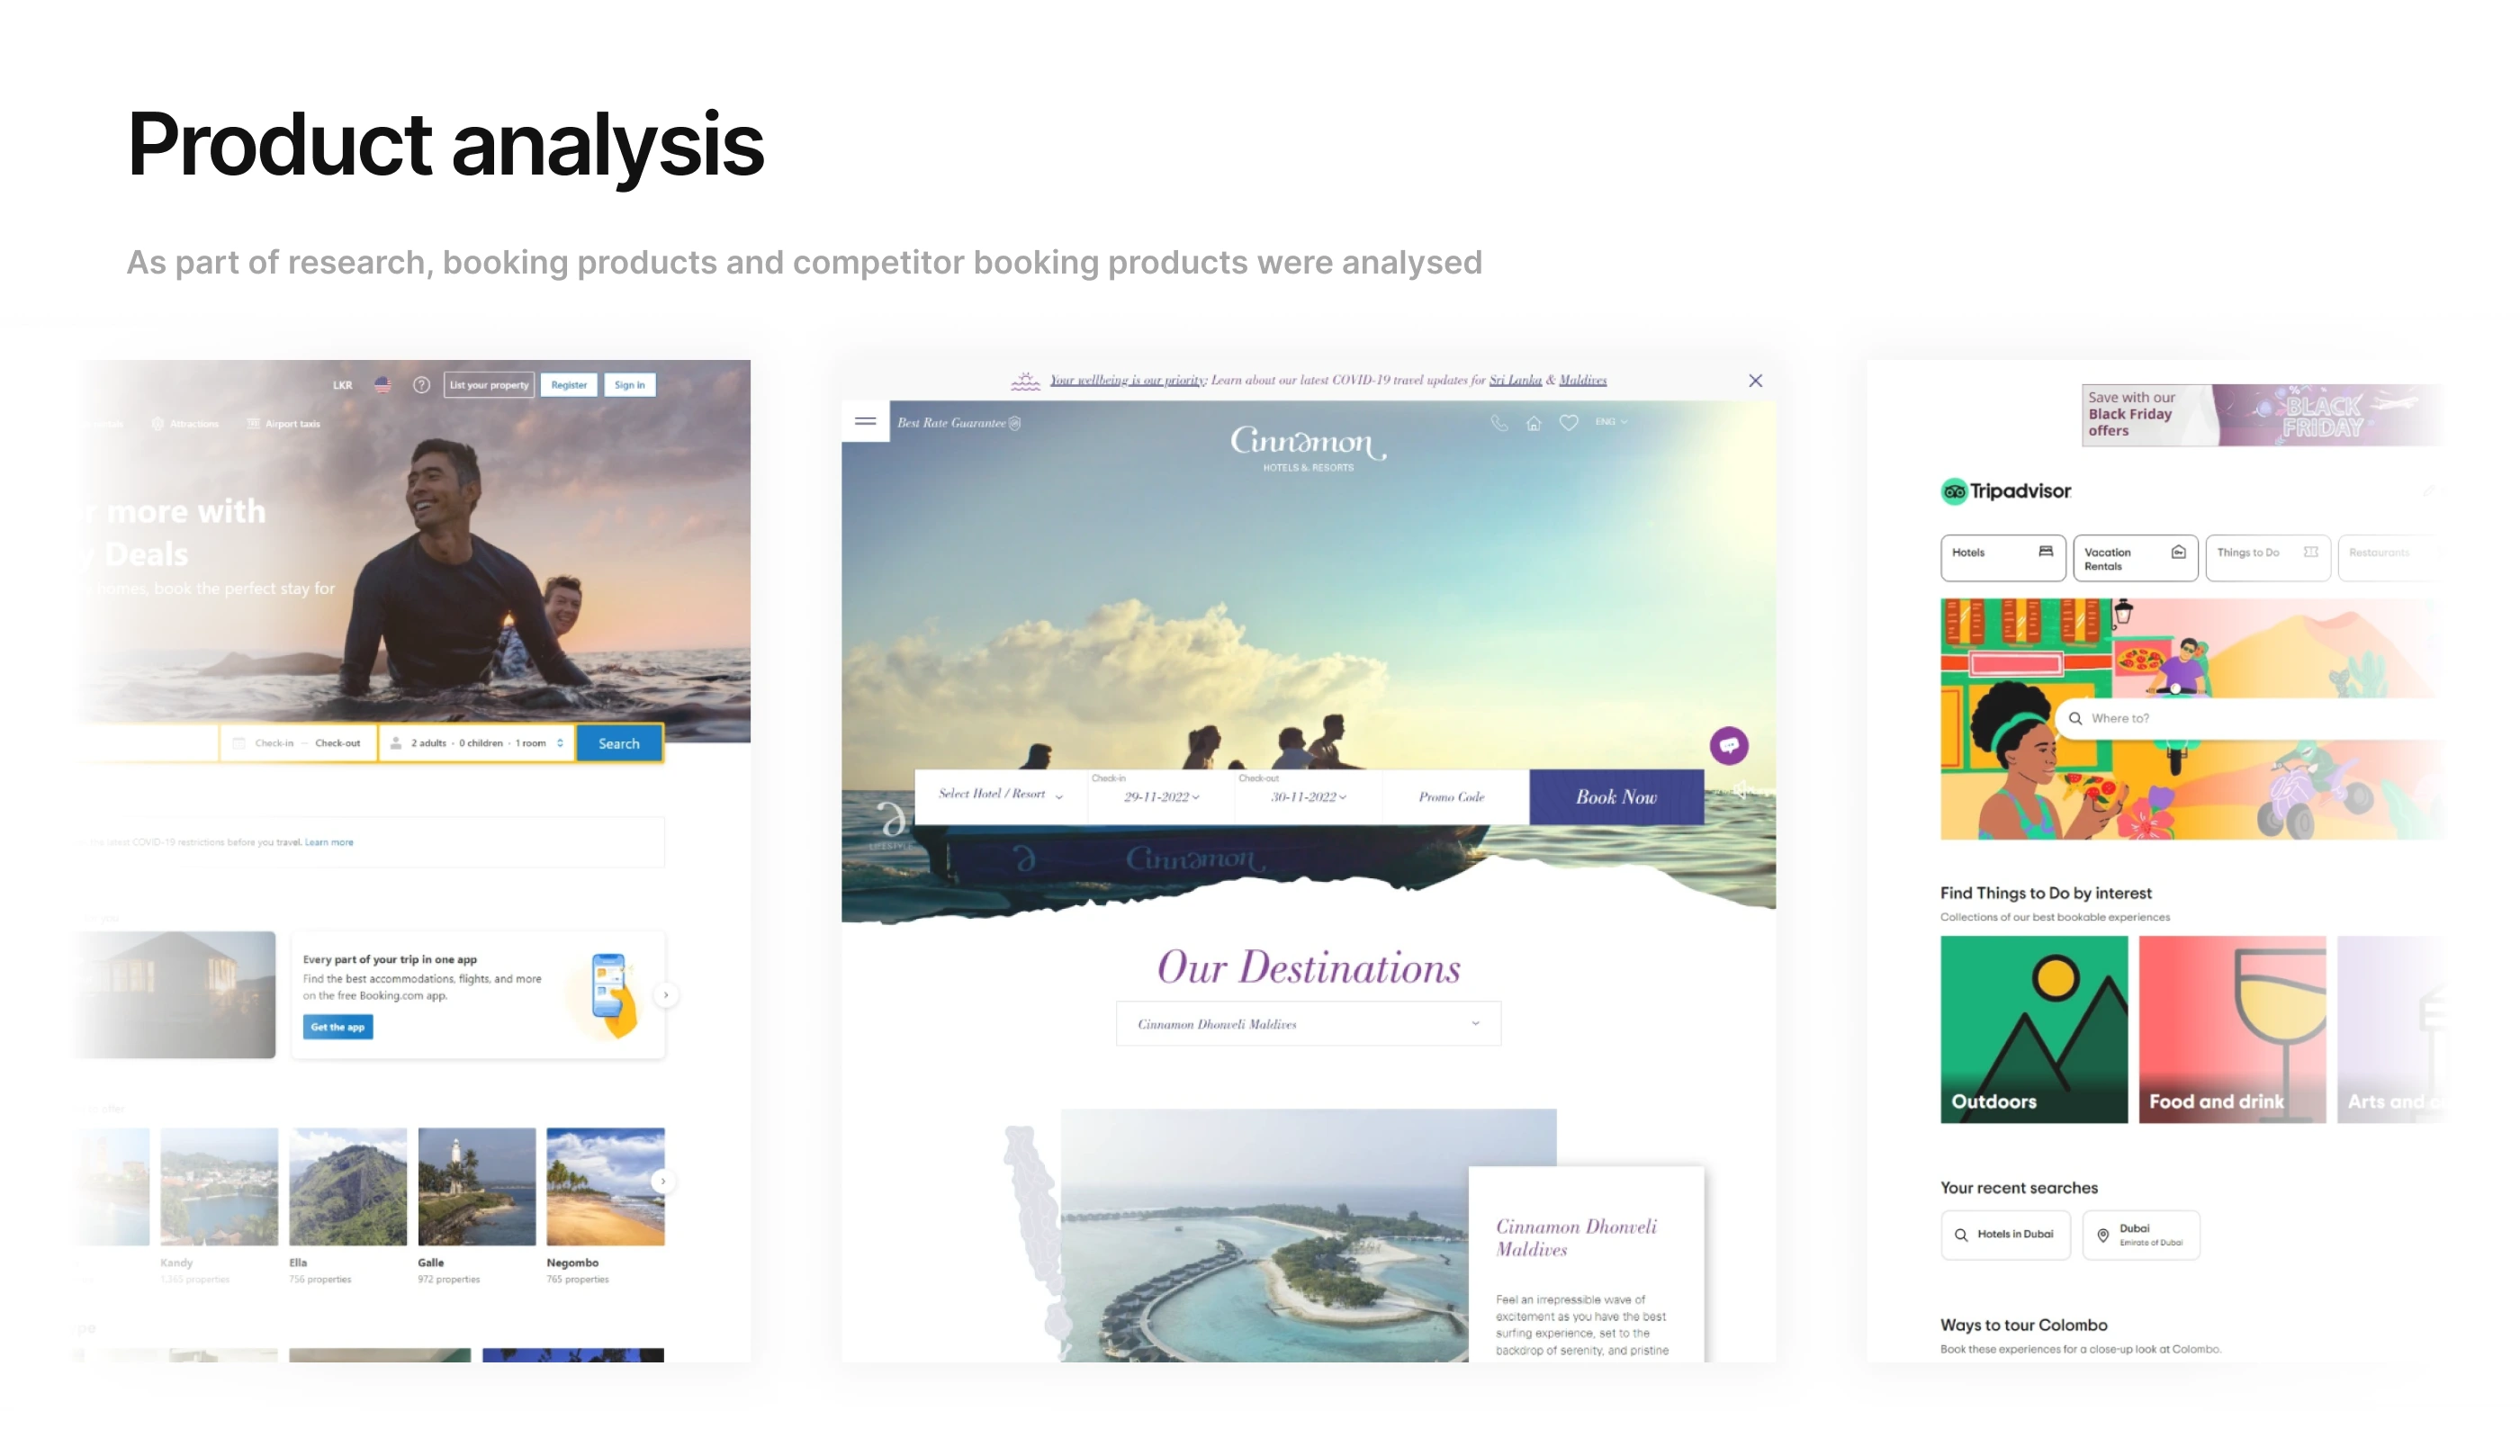 Product analysis
As part of research, booking products and competitor booking products were analysed
LKR
List your property
Register
Sign in
Attractions
Airport taxis
more with
Deals
homes, book the perfect stay for
Check-in — Check-out
2 adults · 0 children · 1 room
Search
COVID-19 restrictions before you travel. Learn more
you
Every part of your trip in one app
Find the best accommodations, flights, and more
on the free Booking.com app.
Get the app
offer
Kandy
1,365 properties
Ella
756 properties
Galle
972 properties
Negombo
765 properties
Your wellbeing is our priority: Learn about our latest COVID-19 travel updates for Sri Lanka & Maldives
Best Rate Guarantee
Cinnamon
HOTELS & RESORTS
ENG
Select Hotel / Resort
Check-in
29-11-2022
Check-out
30-11-2022
Promo Code
Book Now
LIFESTYLE
Cinnamon
Our Destinations
Cinnamon Dhonveli Maldives
Cinnamon Dhonveli
Maldives
Feel an irrepressible wave of
excitement as you have the best
surfing experience, set to the
backdrop of serenity, and pristine
Save with our
Black Friday
offers
BLACK
FRIDAY
Tripadvisor
Hotels
Vacation
Rentals
Things to Do
Restaurants
Where to?
Find Things to Do by interest
Collections of our best bookable experiences
Outdoors
Food and drink
Arts and
Your recent searches
Hotels in Dubai
Dubai
Emirate of Dubai
Ways to tour Colombo
Book these experiences for a close-up look at Colombo.